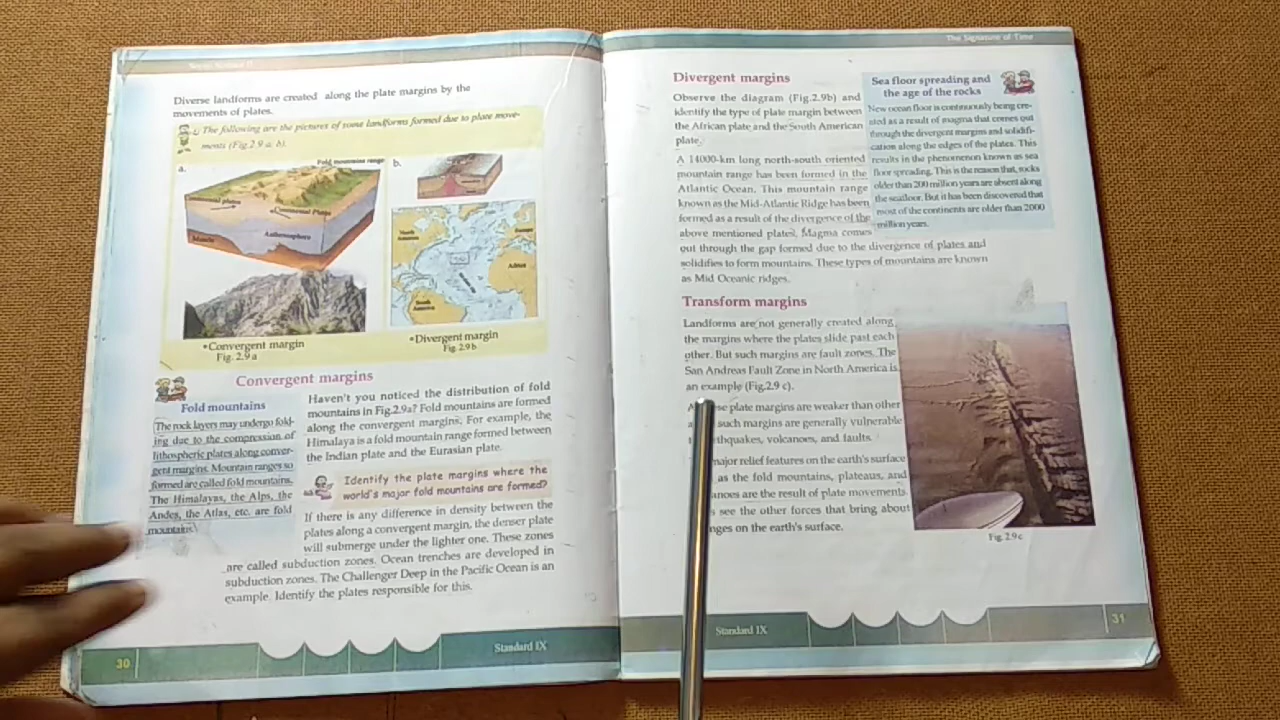 Diverse landforms are created along the plate margins by the
movements of plates.
The following are the pictures of some landforms formed due to plate move-
ments (Fig.2.9 a, b).
a.
Fold mountains range
Continental Plate
Mantle
Asthenosphere
• Convergent margin
Fig. 2.9 a
b.
North
America
Europe
Africa
South
America
• Divergent margin
Fig. 2.9 b
Convergent margins
Fold mountains
The rock layers may undergo fold-
ing due to the compression of
lithospheric plates along conver-
gent margins. Mountain ranges so
formed are called fold mountains.
The Himalayas, the Alps, the
Andes, the Atlas, etc. are fold
mountains.
Haven't you noticed the distribution of fold
mountains in Fig.2.9a? Fold mountains are formed
along the convergent margins. For example, the
Himalaya is a fold mountain range formed between
the Indian plate and the Eurasian plate.
Identify the plate margins where the
world's major fold mountains are formed?
If there is any difference in density between the
plates along a convergent margin, the denser plate
will submerge under the lighter one. These zones
are called subduction zones. Ocean trenches are developed in
subduction zones. The Challenger Deep in the Pacific Ocean is an
example. Identify the plates responsible for this.
30
Standard IX
The Signature of Time
Divergent margins
Observe the diagram (Fig.2.9b) and
identify the type of plate margin between
the African plate and the South American
plate.
A 14000-km long north-south oriented
mountain range has been formed in the
Atlantic Ocean. This mountain range
known as the Mid-Atlantic Ridge has been
formed as a result of the divergence of the
above mentioned plates. Magma comes
out through the gap formed due to the divergence of plates and
solidifies to form mountains. These types of mountains are known
as Mid Oceanic ridges.
Sea floor spreading and
the age of the rocks
New ocean floor is continuously being cre-
ated as a result of magma that comes out
through the divergent margins and solidifi-
cation along the edges of the plates. This
results in the phenomenon known as sea
floor spreading. This is the reason that, rocks
older than 200 million years are absent along
the seafloor. But it has been discovered that
most of the continents are older than 2000
million years.
Transform margins
Landforms are not generally created along
the margins where the plates slide past each
other. But such margins are fault zones. The
San Andreas Fault Zone in North America is
an example (Fig.2.9 c).
plate margins are weaker than other
such margins are generally vulnerable
thquakes, volcanoes, and faults.
major relief features on the earth's surface
as the fold mountains, plateaus, and
anoes are the result of plate movements.
see the other forces that bring about
nges on the earth's surface.
Fig. 2.9 c
Standard IX
31